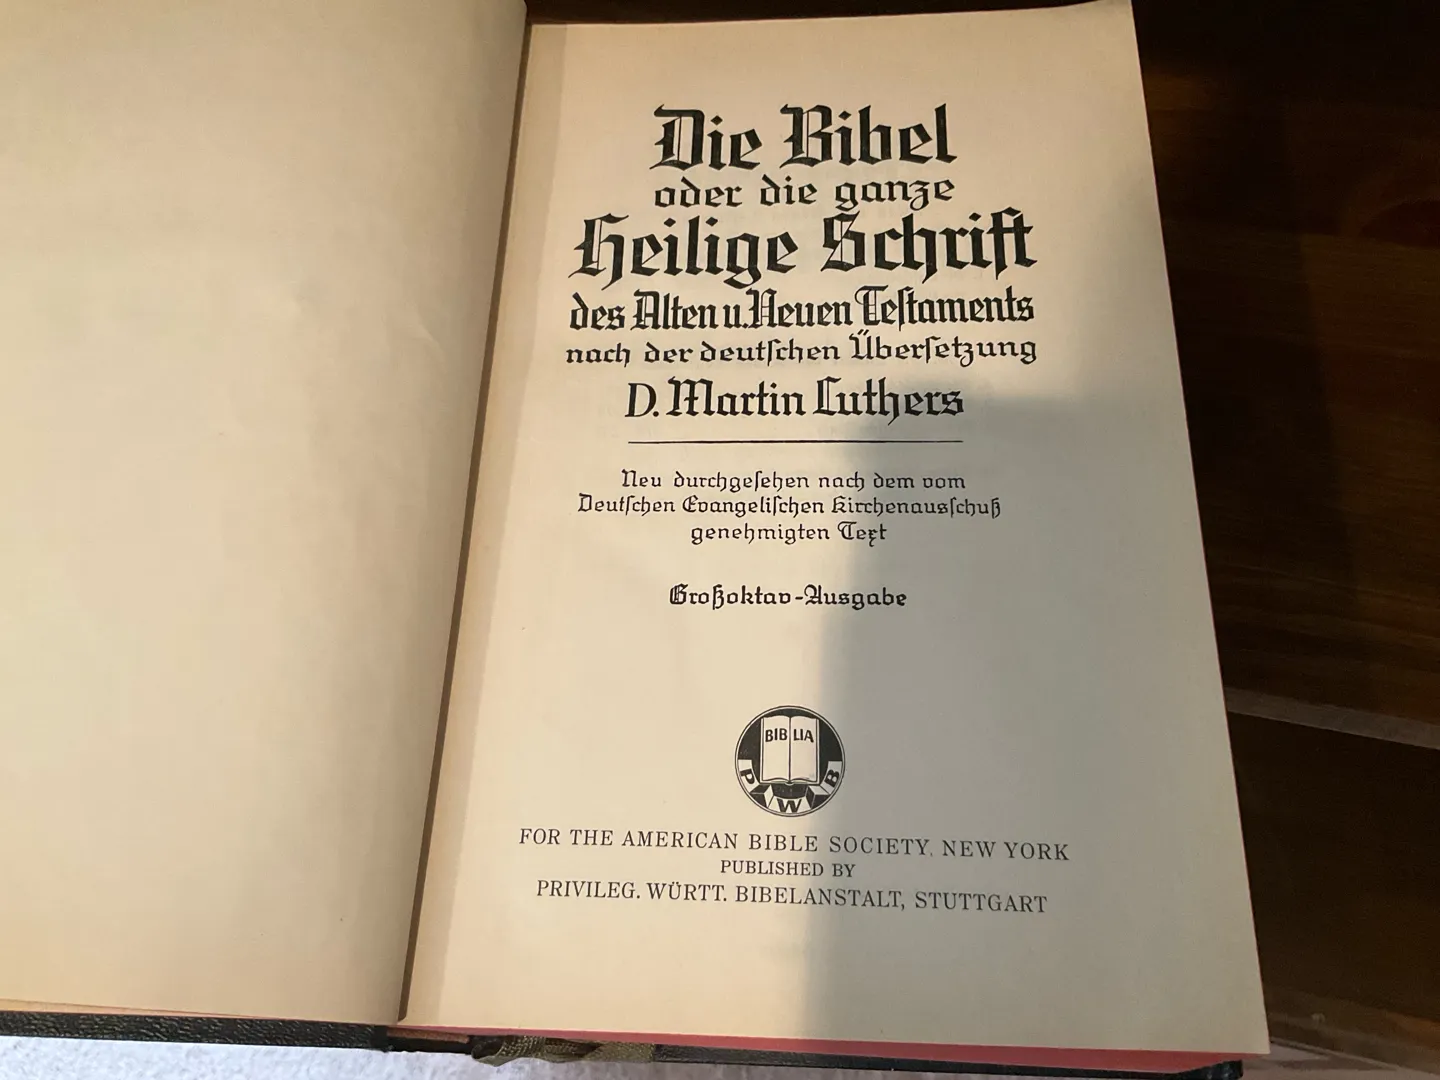 Die Bibel
oder die ganze
Heilige Schrift
des Alten u. Neuen Teſtaments
nach der deutſchen Überſetzung
D. Martin Luthers
Neu durchgeſehen nach dem vom
Deutſchen Evangeliſchen Kirchenausſchuß
genehmigten Text
Großoktav-Ausgabe
BIBLIA
P W B
FOR THE AMERICAN BIBLE SOCIETY, NEW YORK
PUBLISHED BY
PRIVILEG. WÜRTT. BIBELANSTALT, STUTTGART